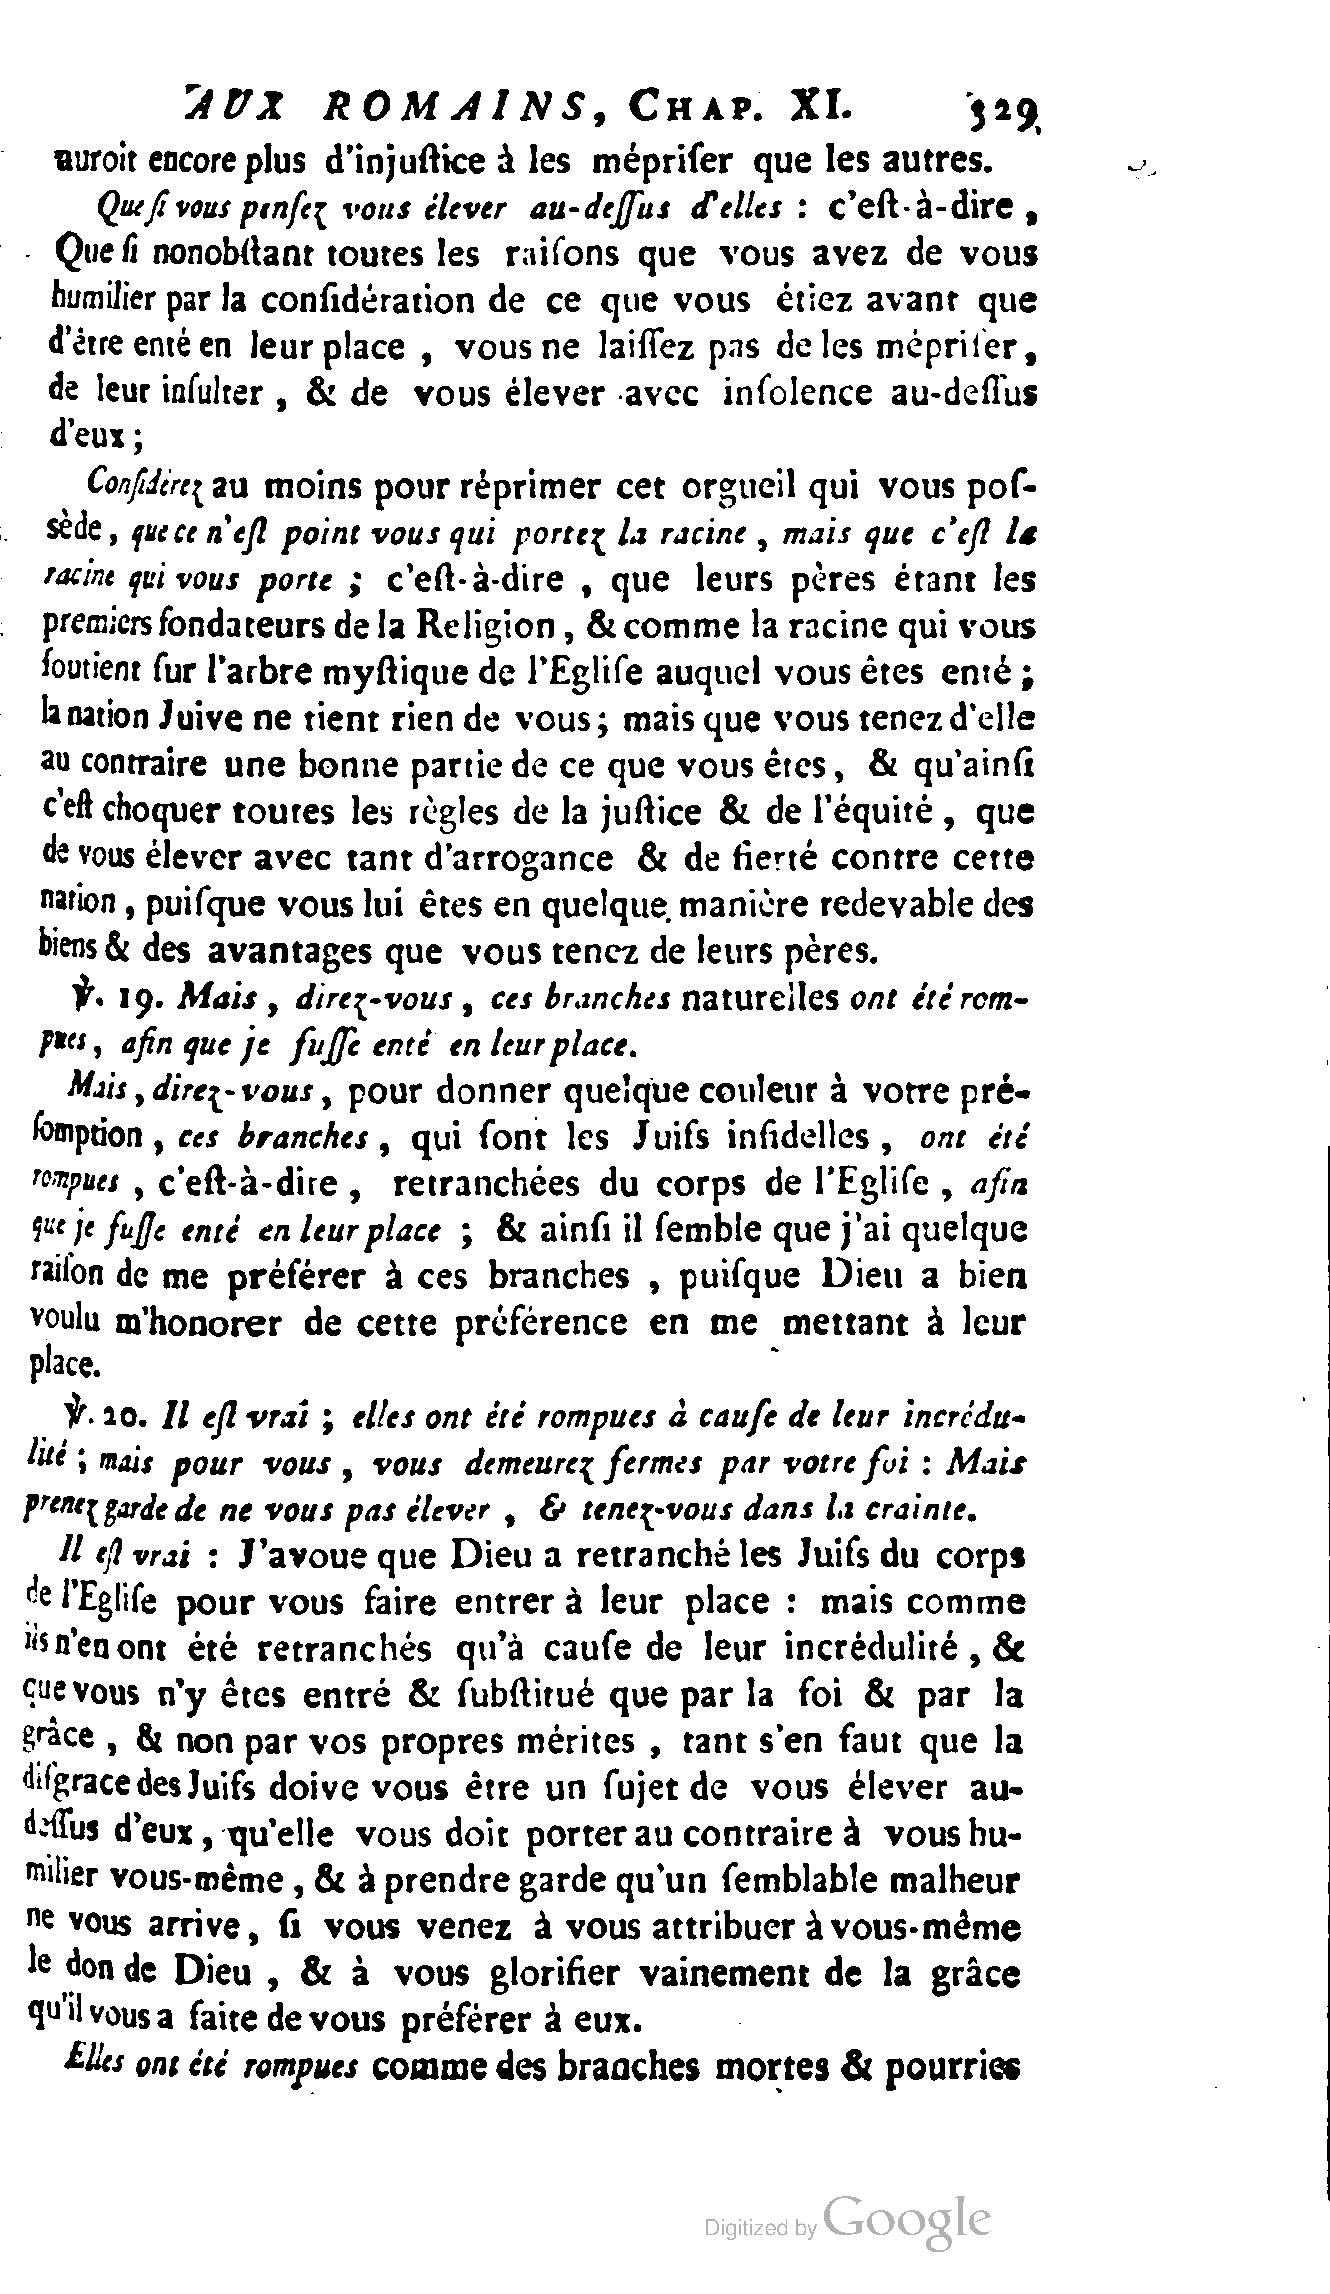 AUX ROMAINS, CHAP. XI. 329
auroit encore plus d'injuſtice à les mépriſer que les autres.
Que ſi vous penſez vous élever au-deſſus d'elles : c'eſt-à-dire ,
Que ſi nonobſtant toutes les raiſons que vous avez de vous
humilier par la conſidération de ce que vous étiez avant que
d'être enté en leur place , vous ne laiſſez pas de les mépriſer ,
de leur inſulter , & de vous élever avec inſolence au-deſſus
d'eux ;
Conſidérez au moins pour réprimer cet orgueil qui vous poſ-
sède , que ce n'eſt point vous qui portez la racine , mais que c'eſt la
racine qui vous porte ; c'eſt-à-dire , que leurs pères étant les
premiers fondateurs de la Religion , & comme la racine qui vous
ſoutient ſur l'arbre myſtique de l'Egliſe auquel vous êtes enté ;
la nation Juive ne tient rien de vous ; mais que vous tenez d'elle
au contraire une bonne partie de ce que vous êtes , & qu'ainſi
c'eſt choquer toutes les règles de la juſtice & de l'équité , que
de vous élever avec tant d'arrogance & de fierté contre cette
nation , puiſque vous lui êtes en quelque manière redevable des
biens & des avantages que vous tenez de leurs pères.
℣. 19. Mais , direz-vous , ces branches naturelles ont été rom-
pues , afin que je fuſſe enté en leur place.
Mais , direz-vous , pour donner quelque couleur à votre pré-
ſomption , ces branches , qui ſont les Juifs infidelles , ont été
rompues , c'eſt-à-dire , retranchées du corps de l'Egliſe , afin
que je fuſſe enté en leur place ; & ainſi il ſemble que j'ai quelque
raiſon de me préférer à ces branches , puiſque Dieu a bien
voulu m'honorer de cette préférence en me mettant à leur
place.
℣. 20. Il eſt vrai ; elles ont été rompues à cauſe de leur incrédu-
lité ; mais pour vous , vous demeurez fermes par votre foi : Mais
prenez garde de ne vous pas élever , & tenez-vous dans la crainte.
Il eſt vrai : J'avoue que Dieu a retranché les Juifs du corps
de l'Egliſe pour vous faire entrer à leur place : mais comme
ils n'en ont été retranchés qu'à cauſe de leur incrédulité , &
que vous n'y êtes entré & ſubſtitué que par la foi & par la
grâce , & non par vos propres mérites , tant s'en faut que la
diſgrace des Juifs doive vous être un ſujet de vous élever au-
deſſus d'eux , qu'elle vous doit porter au contraire à vous hu-
milier vous-même , & à prendre garde qu'un ſemblable malheur
ne vous arrive , ſi vous venez à vous attribuer à vous-même
le don de Dieu , & à vous glorifier vainement de la grâce
qu'il vous a faite de vous préférer à eux.
Elles ont été rompues comme des branches mortes & pourries
Digitized by Google